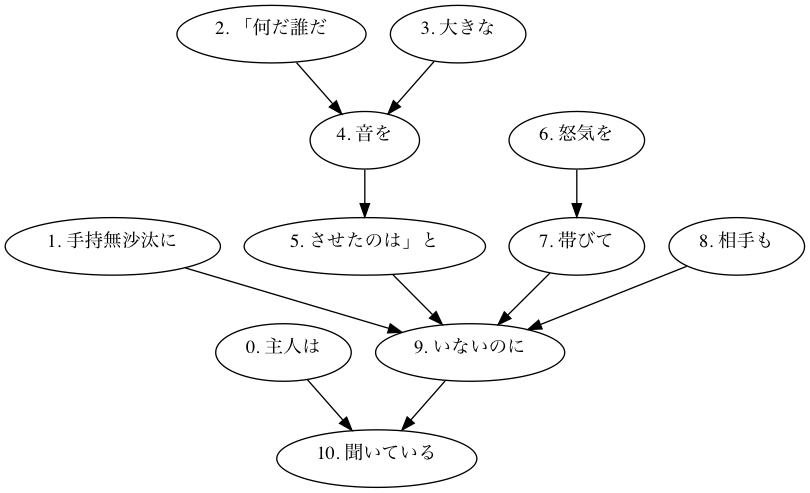 2. 「何だ誰だ
3. 大きな
4. 音を
6. 怒気を
1. 手持無沙汰に
5. させたのは」と
7. 帯びて
8. 相手も
0. 主人は
9. いないのに
10. 聞いている